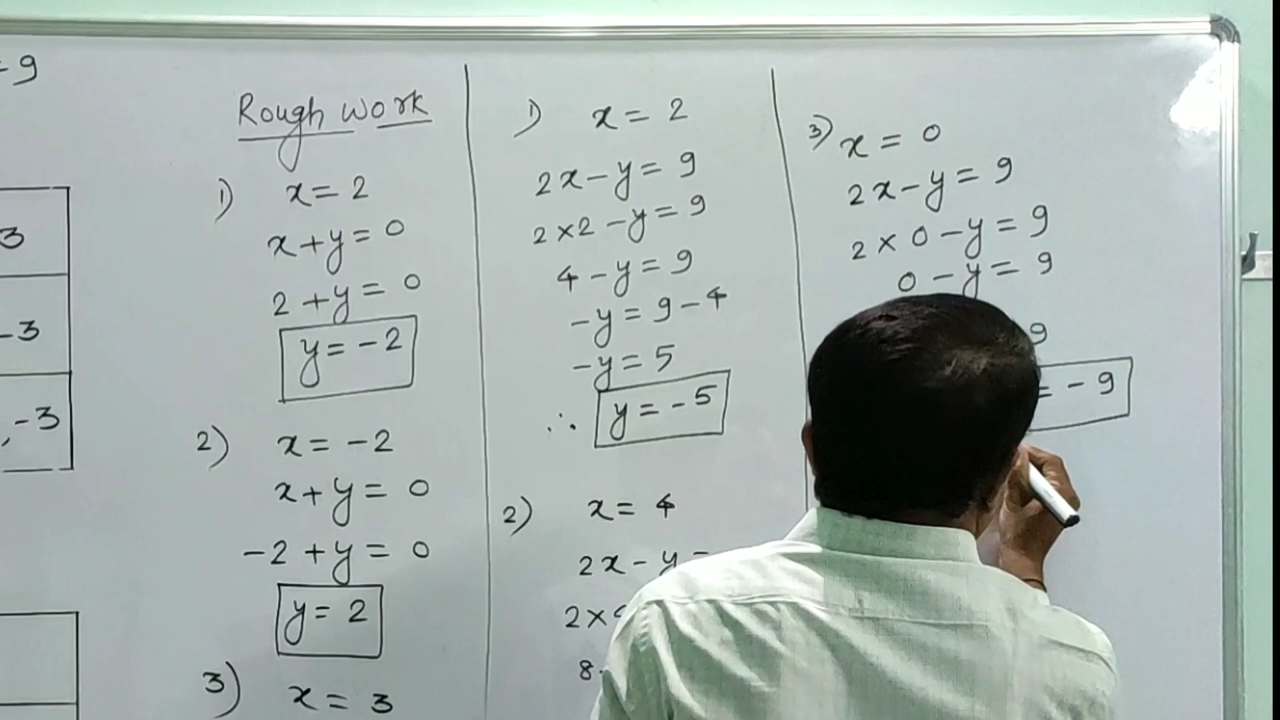 -9
3
-3
,-3
Rough work
1) x = 2
x + y = 0
2 + y = 0
y = -2
2) x = -2
x + y = 0
-2 + y = 0
y = 2
3) x = 3
1) x = 2
2x - y = 9
2 × 2 - y = 9
4 - y = 9
-y = 9 - 4
-y = 5
∴ y = -5
2) x = 4
2x - y =
2 ×
8
3) x = 0
2x - y = 9
2 × 0 - y = 9
0 - y = 9
9
= -9